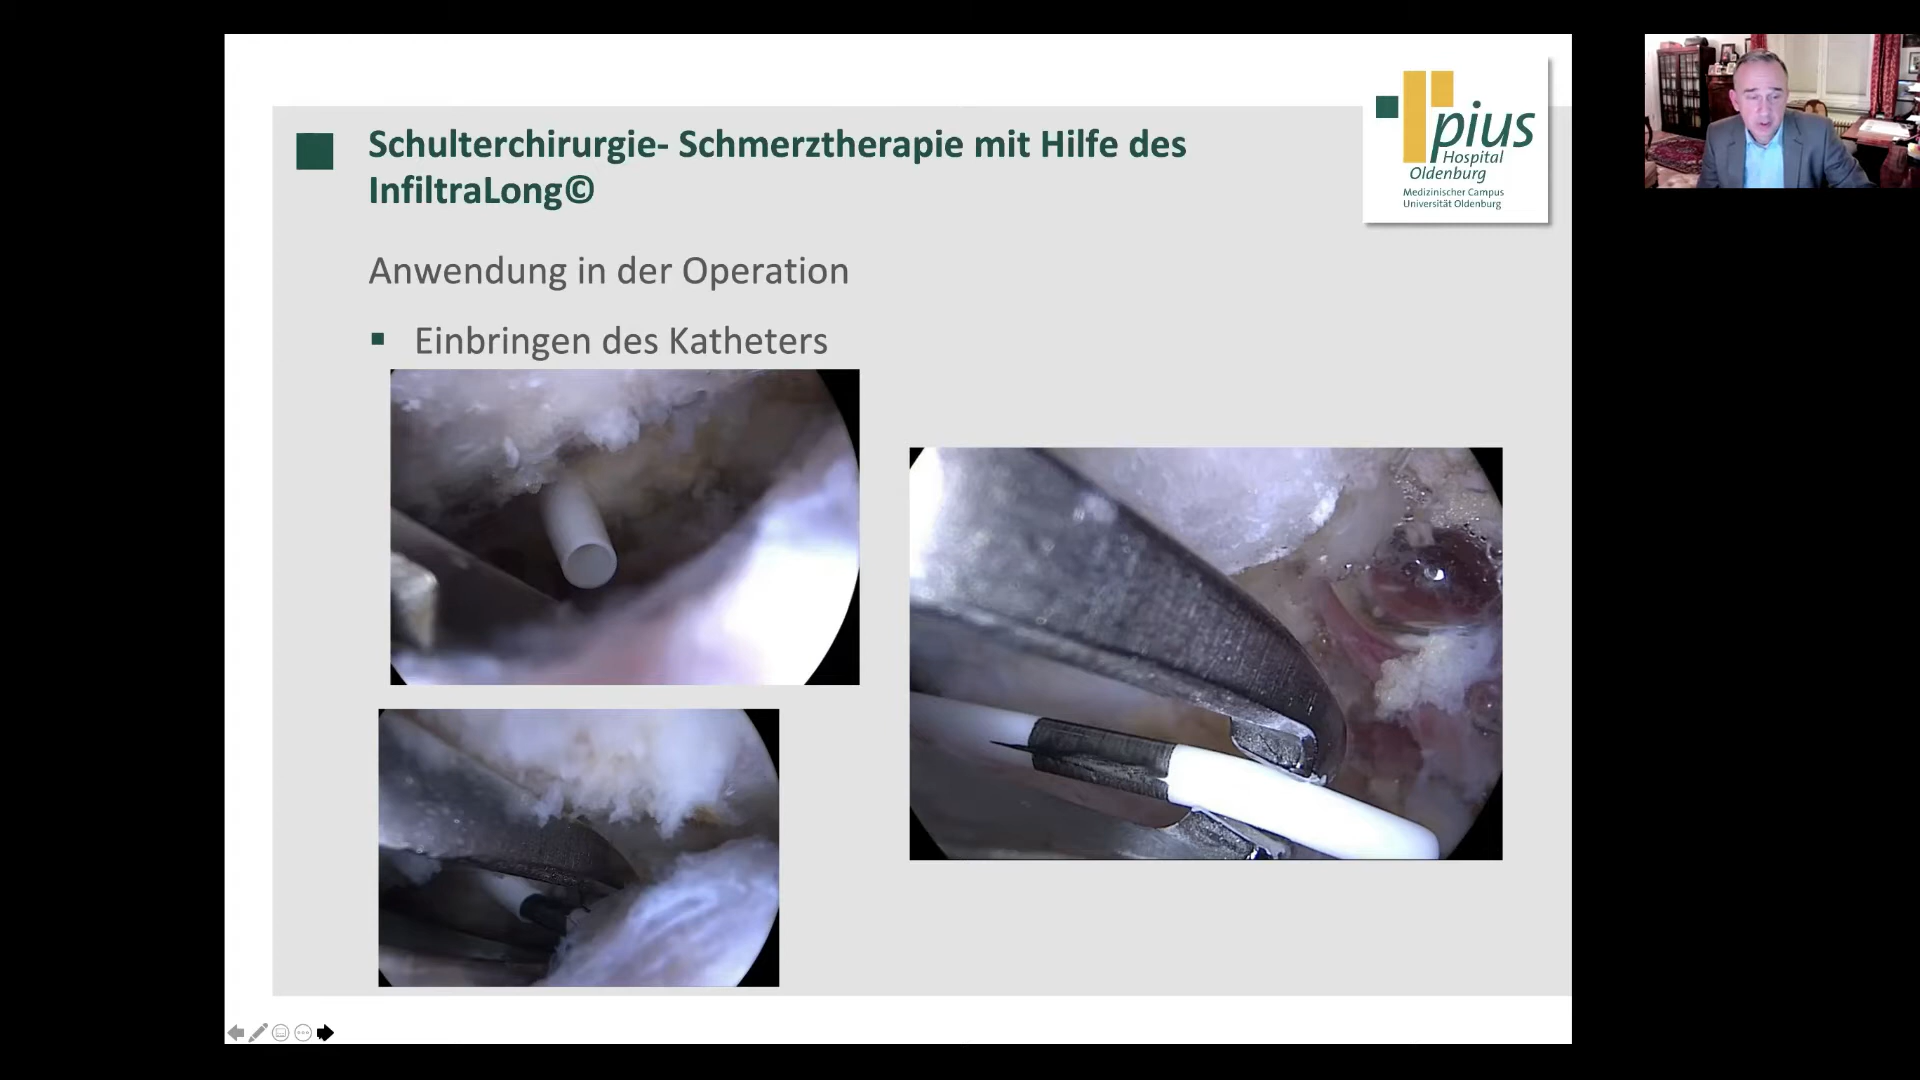 Schulterchirurgie- Schmerztherapie mit Hilfe des
InfiltraLong©
pius
Hospital
Oldenburg
Medizinischer Campus
Universität Oldenburg
Anwendung in der Operation
Einbringen des Katheters